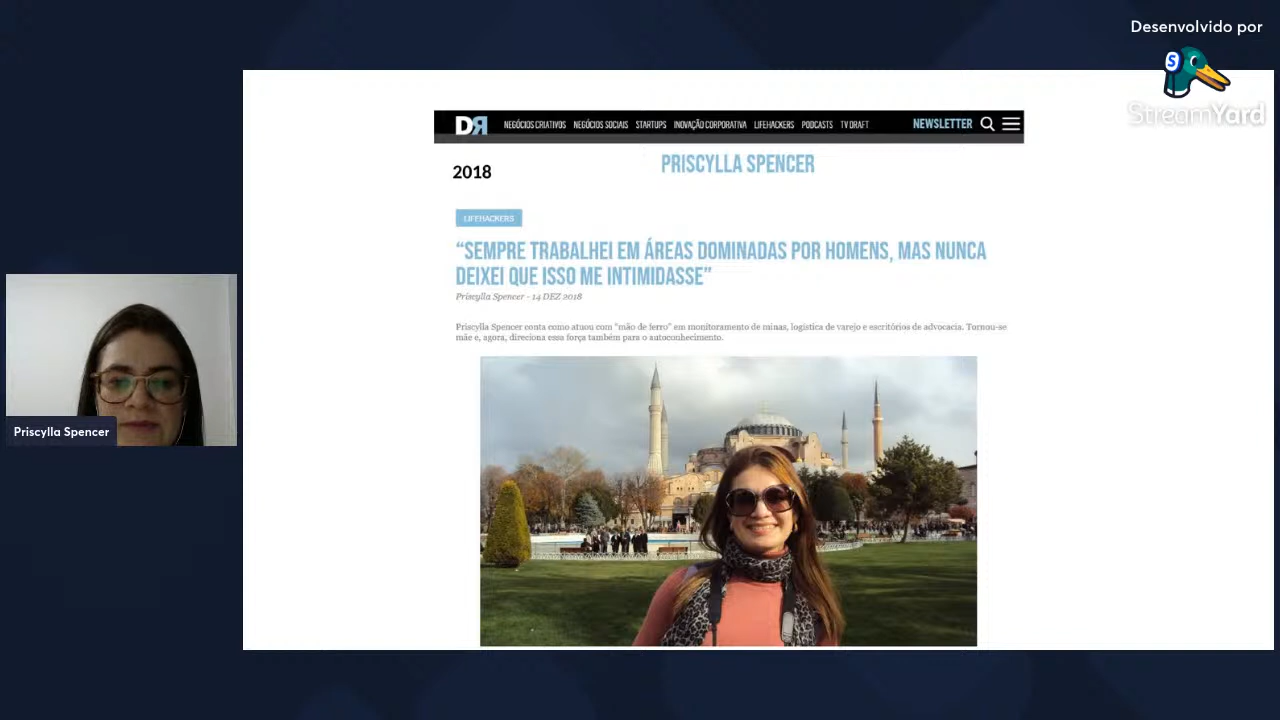 Desenvolvido por
StreamYard
DR NEGÓCIOS CRIATIVOS NEGÓCIOS SOCIAIS STARTUPS INOVAÇÃO CORPORATIVA LIFEHACKERS PODCASTS TV DRAFT NEWSLETTER
PRISCYLLA SPENCER
2018
LIFEHACKERS
“SEMPRE TRABALHEI EM ÁREAS DOMINADAS POR HOMENS, MAS NUNCA
DEIXEI QUE ISSO ME INTIMIDASSE”
Priscylla Spencer - 14 DEZ 2018
Priscylla Spencer conta como atuou com “mão de ferro” em monitoramento de minas, logística de varejo e escritórios de advocacia. Tornou-se
mãe e, agora, direciona essa força também para o autoconhecimento.
Priscylla Spencer